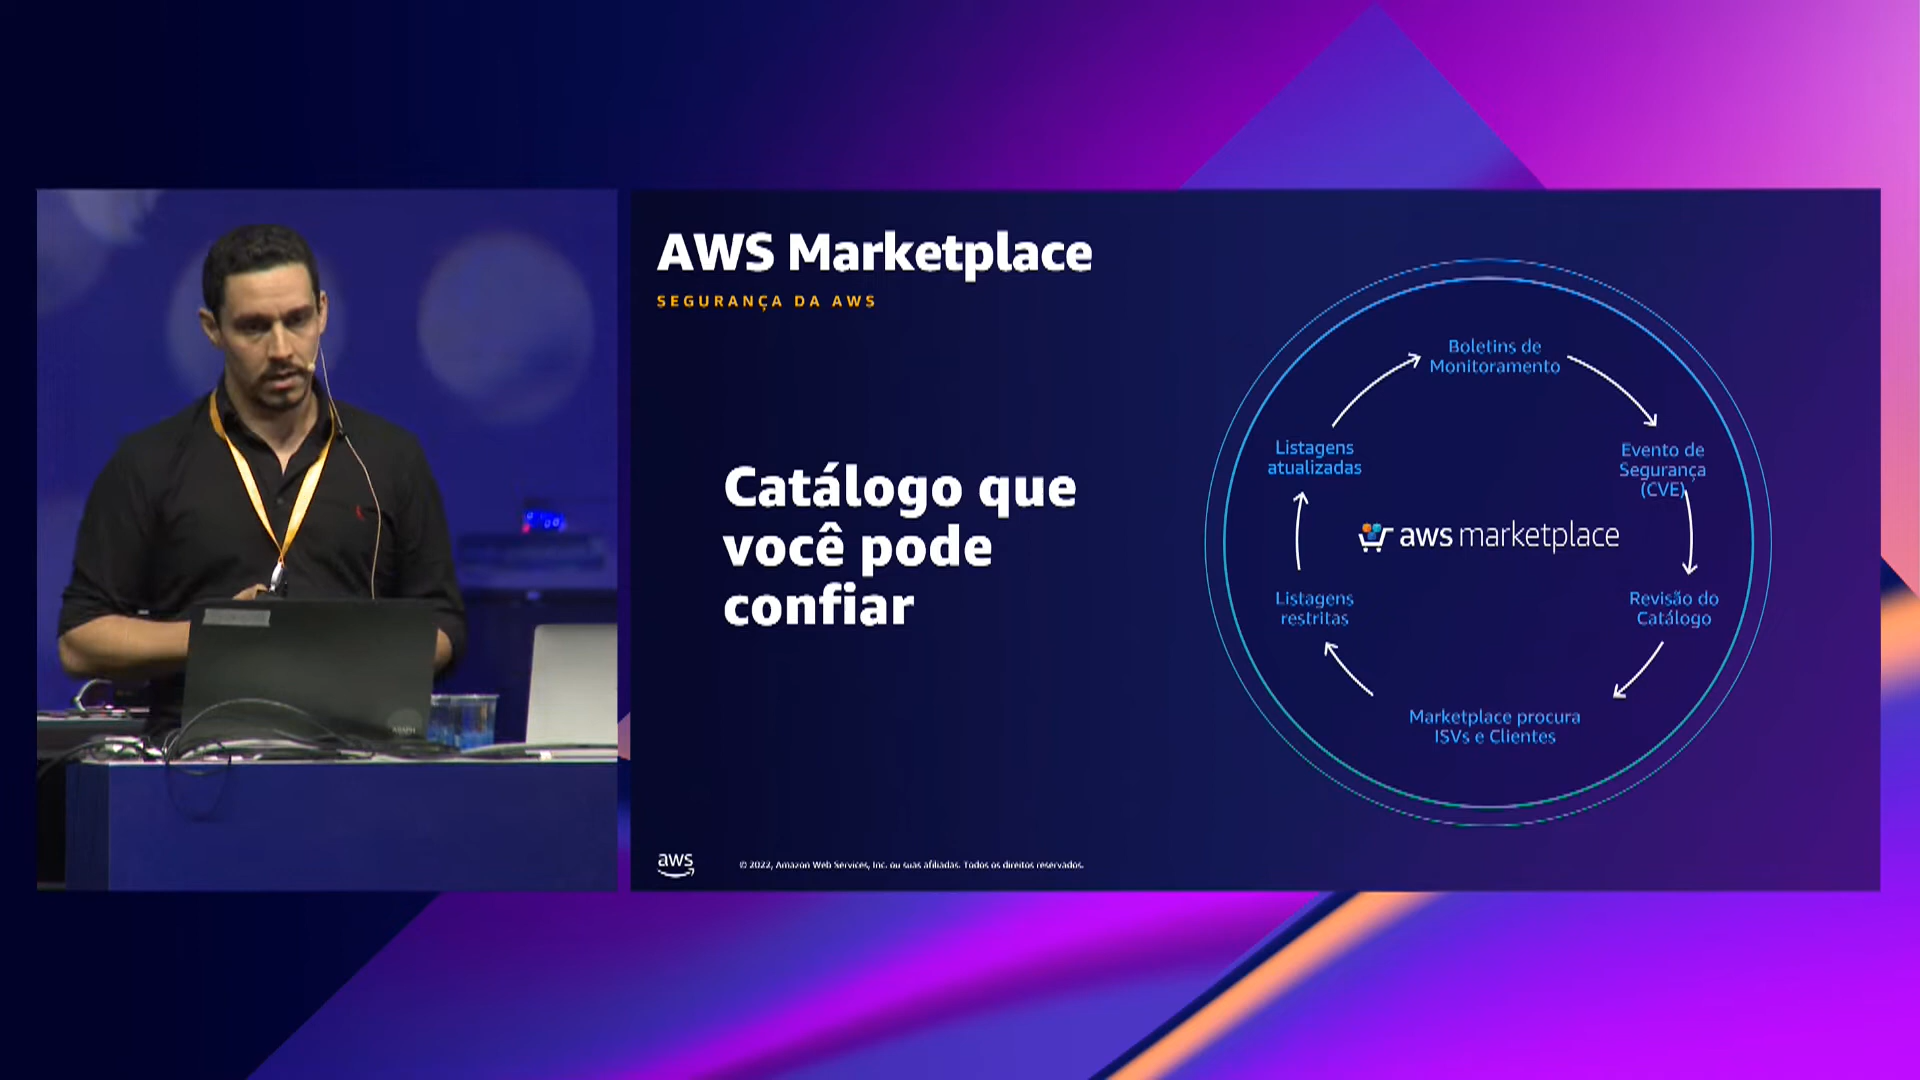 AWS Marketplace
SEGURANÇA DA AWS
Catálogo que
você pode
confiar
Boletins de
Monitoramento
Evento de
Segurança
(CVE)
Revisão do
Catálogo
Marketplace procura
ISVs e Clientes
Listagens
restritas
Listagens
atualizadas
aws marketplace
aws
© 2022, Amazon Web Services, Inc. ou suas afiliadas. Todos os direitos reservados.